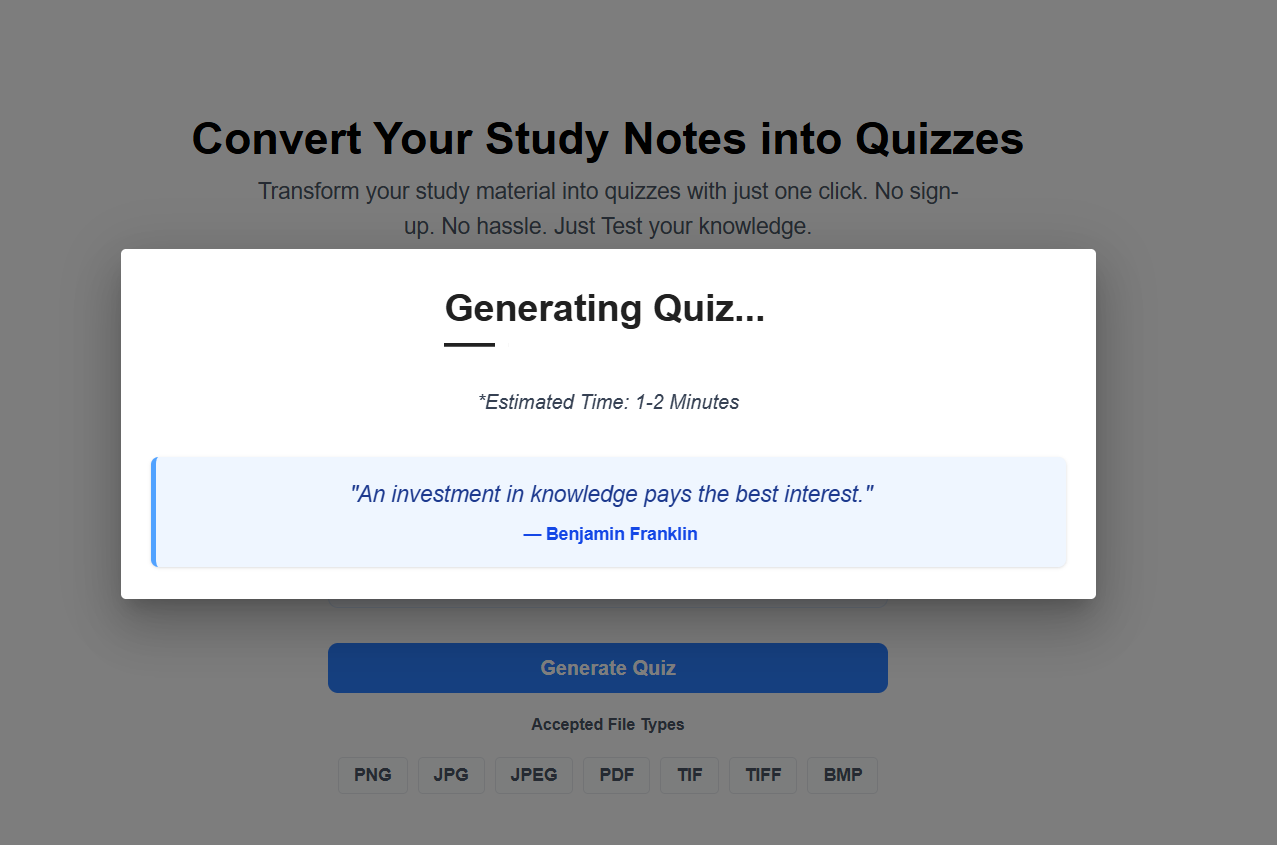 Convert Your Study Notes into Quizzes
Transform your study material into quizzes with just one click. No sign-
up. No hassle. Just Test your knowledge.
Generating Quiz...
*Estimated Time: 1-2 Minutes
"An investment in knowledge pays the best interest."
— Benjamin Franklin
Generate Quiz
Accepted File Types
PNG JPG JPEG PDF TIF TIFF BMP